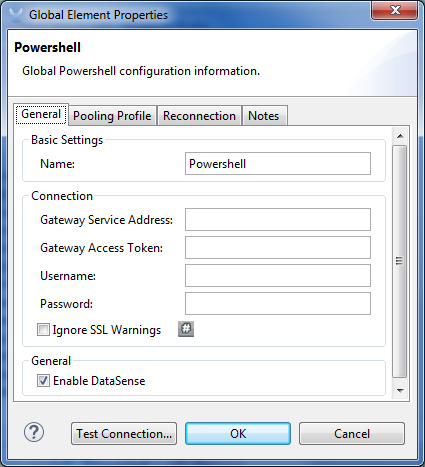 Global Element Properties
Powershell
Global Powershell configuration information.
General Pooling Profile Reconnection Notes
Basic Settings
Name: Powershell
Connection
Gateway Service Address:
Gateway Access Token:
Username:
Password:
Ignore SSL Warnings #
General
Enable DataSense
? Test Connection... OK Cancel